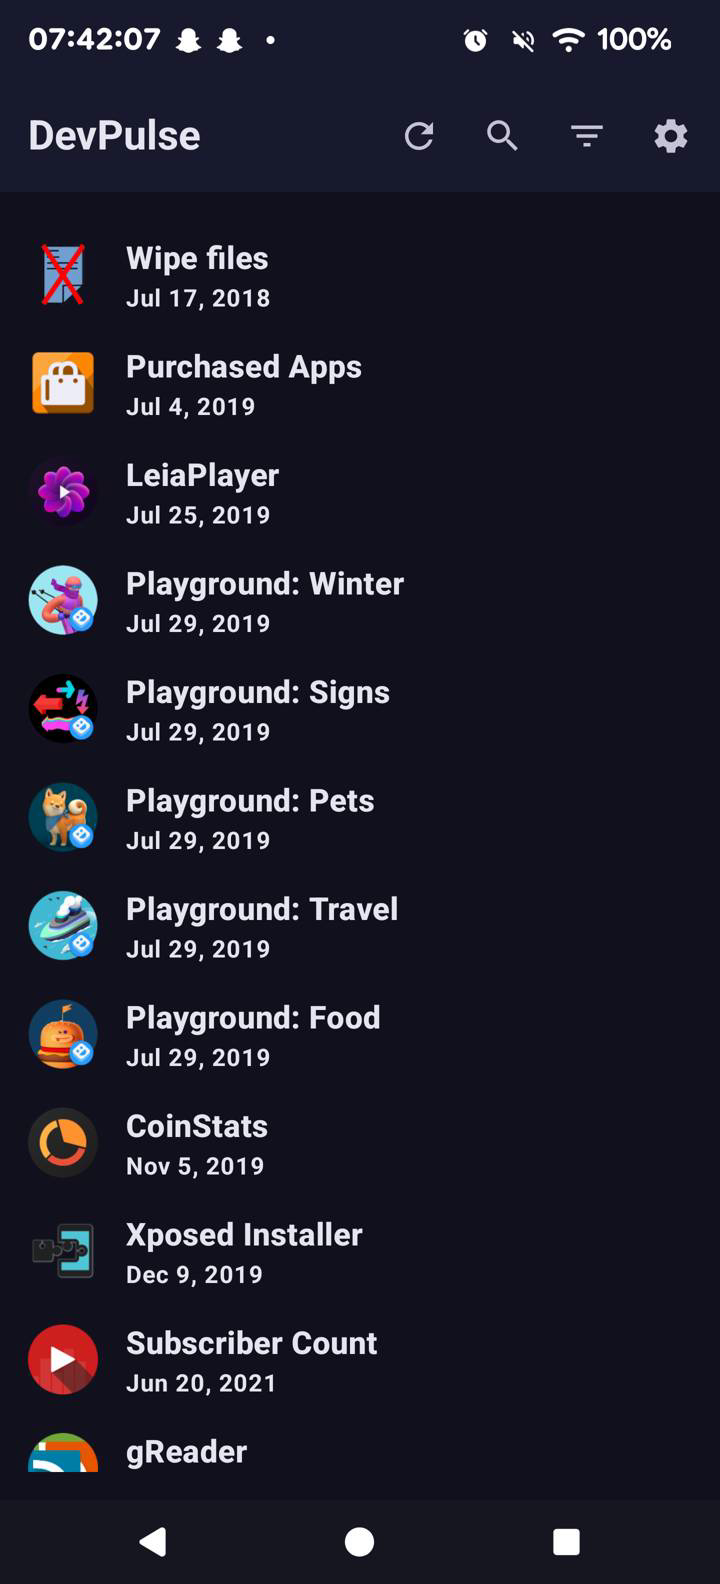 07:42:07
100%
DevPulse
Wipe files
Jul 17, 2018
Purchased Apps
Jul 4, 2019
LeiaPlayer
Jul 25, 2019
Playground: Winter
Jul 29, 2019
Playground: Signs
Jul 29, 2019
Playground: Pets
Jul 29, 2019
Playground: Travel
Jul 29, 2019
Playground: Food
Jul 29, 2019
CoinStats
Nov 5, 2019
Xposed Installer
Dec 9, 2019
Subscriber Count
Jun 20, 2021
gReader